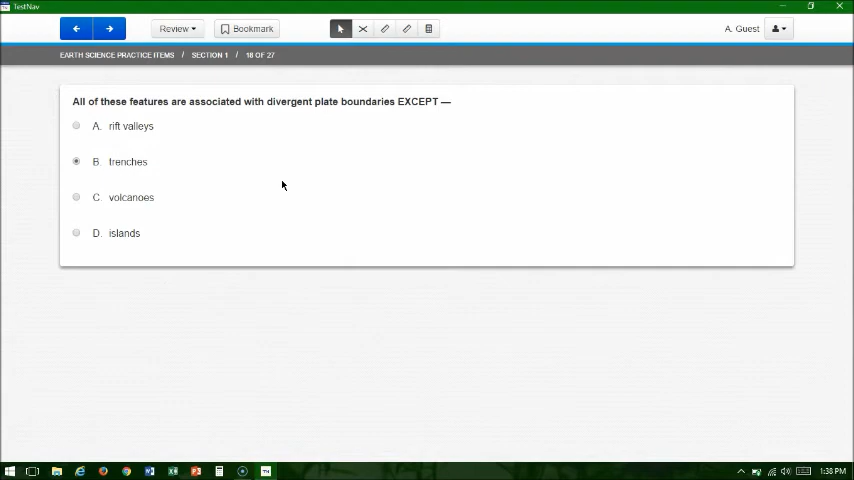 TestNav
Review
Bookmark
A. Guest
EARTH SCIENCE PRACTICE ITEMS / SECTION 1 / 18 OF 27
All of these features are associated with divergent plate boundaries EXCEPT —
A. rift valleys
B. trenches
C. volcanoes
D. islands
1:38 PM